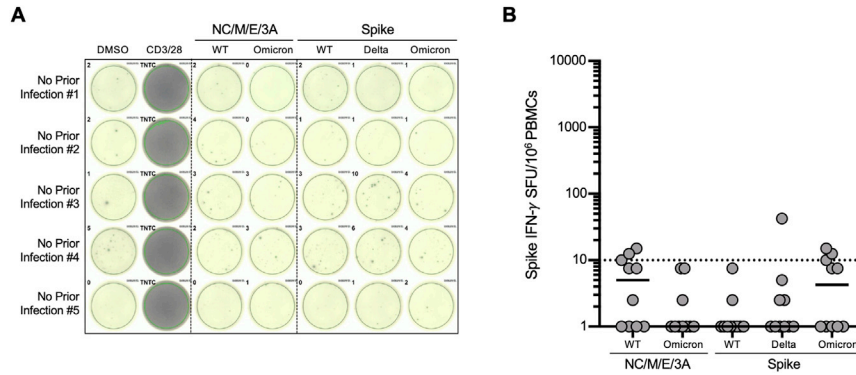 A
NC/M/E/3A Spike
DMSO CD3/28 WT Omicron WT Delta Omicron
No Prior
Infection #1
2 TNTC 2 0 2 1 1
No Prior
Infection #2
2 TNTC 4 0 1 1 1
No Prior
Infection #3
1 TNTC 3 3 3 10 4
No Prior
Infection #4
5 TNTC 2 3 3 6 4
No Prior
Infection #5
0 TNTC 0 1 0 1 2
B
Spike IFN-γ SFU/10⁶ PBMCs
10000
1000
100
10
1
WT Omicron WT Delta Omicron
NC/M/E/3A Spike